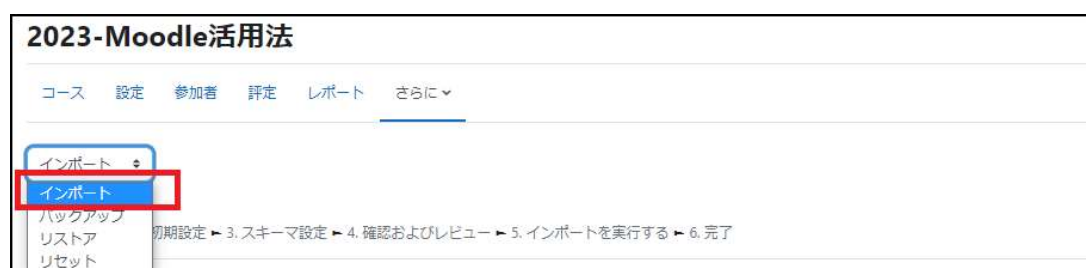 2023-Moodle活用法
コース 設定 参加者 評定 レポート さらに
インポート
インポート
バックアップ
初期設定 ► 3. スキーマ設定 ► 4. 確認およびレビュー ► 5. インポートを実行する ► 6. 完了
リストア
リセット